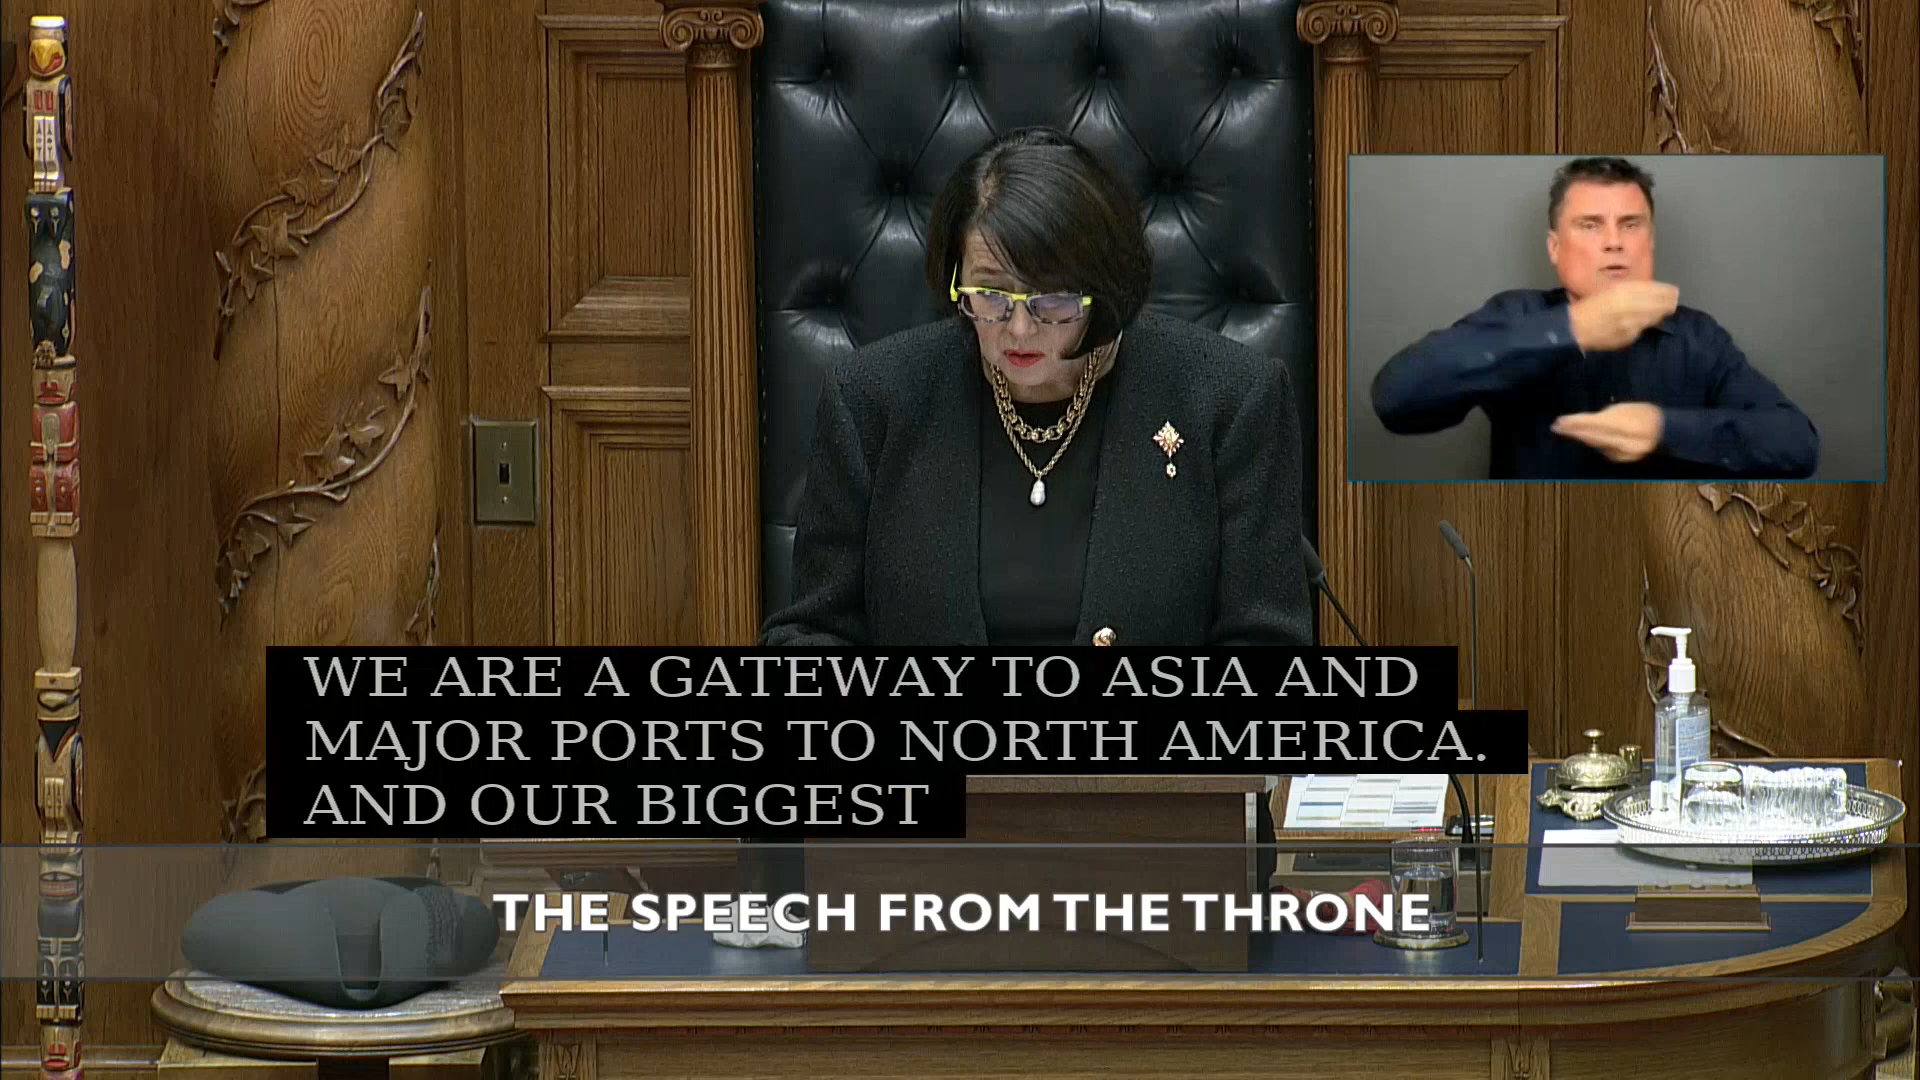 WE ARE A GATEWAY TO ASIA AND
MAJOR PORTS TO NORTH AMERICA.
AND OUR BIGGEST
THE SPEECH FROM THE THRONE